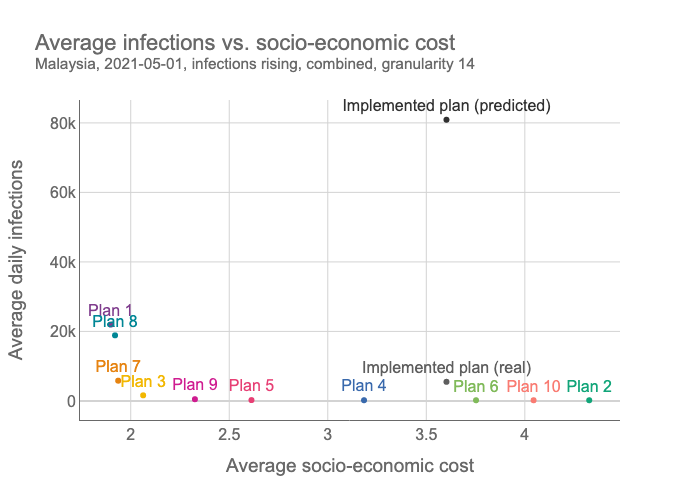 Average infections vs. socio-economic cost
Malaysia, 2021-05-01, infections rising, combined, granularity 14
Implemented plan (predicted)
80k
60k
40k
20k
0
Average daily infections
Plan 1
Plan 8
Plan 7
Plan 3
Plan 9
Plan 5
Plan 4
Implemented plan (real)
Plan 6
Plan 10
Plan 2
2
2.5
3
3.5
4
Average socio-economic cost